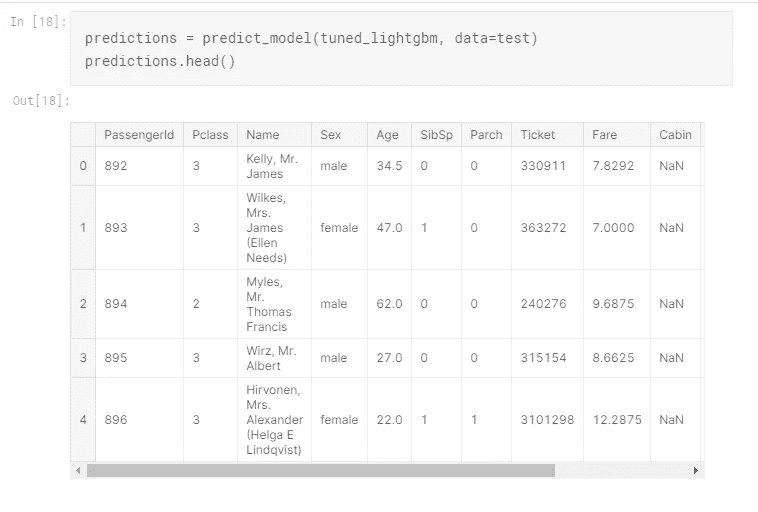 In [18]:
predictions = predict_model(tuned_lightgbm, data=test)
predictions.head()
Out[18]:
PassengerId Pclass Name Sex Age SibSp Parch Ticket Fare Cabin
0 892 3 Kelly, Mr. James male 34.5 0 0 330911 7.8292 NaN
1 893 3 Wilkes, Mrs. James (Ellen Needs) female 47.0 1 0 363272 7.0000 NaN
2 894 2 Myles, Mr. Thomas Francis male 62.0 0 0 240276 9.6875 NaN
3 895 3 Wirz, Mr. Albert male 27.0 0 0 315154 8.6625 NaN
4 896 3 Hirvonen, Mrs. Alexander (Helga E Lindqvist) female 22.0 1 1 3101298 12.2875 NaN